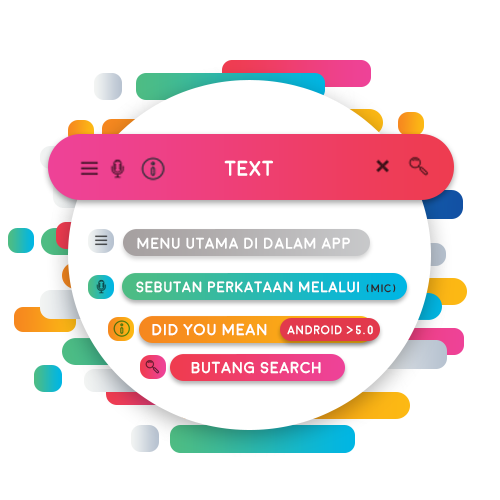 TEXT
MENU UTAMA DI DALAM APP
SEBUTAN PERKATAAN MELALUI (MIC)
DID YOU MEAN ANDROID >5.0
BUTANG SEARCH